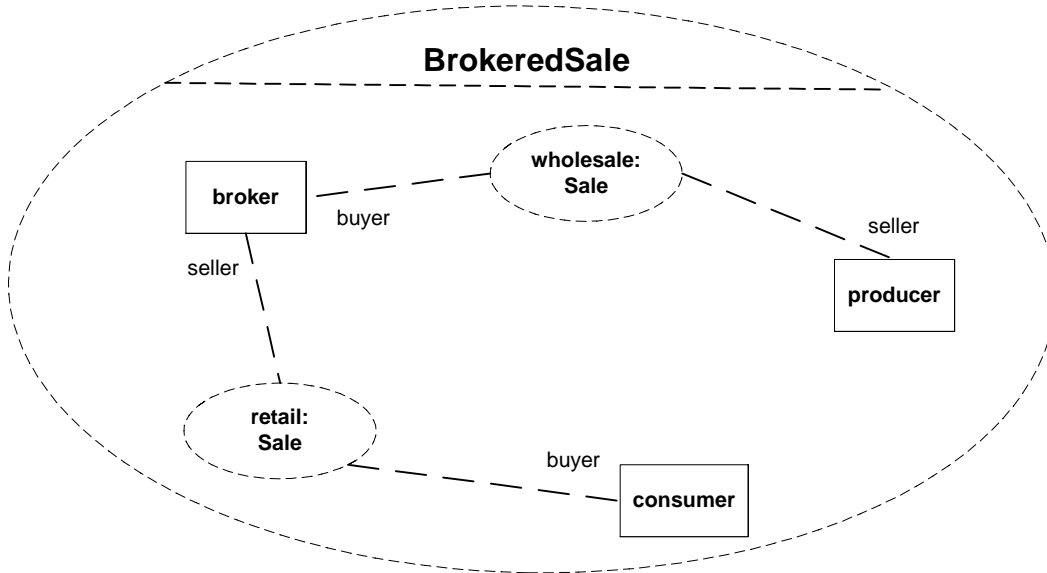 BrokeredSale
wholesale:
Sale
broker
buyer
seller
seller
producer
retail:
Sale
buyer
consumer